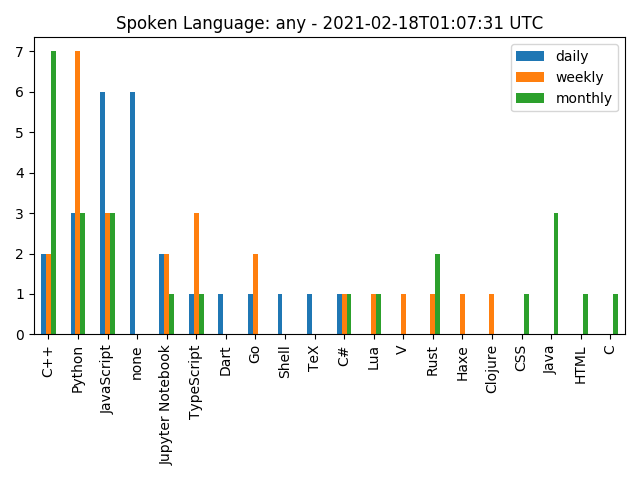 Spoken Language: any - 2021-02-18T01:07:31 UTC
daily
weekly
monthly
7
6
5
4
3
2
1
0
C++
Python
JavaScript
none
Jupyter Notebook
TypeScript
Dart
Go
Shell
TeX
C#
Lua
V
Rust
Haxe
Clojure
CSS
Java
HTML
C